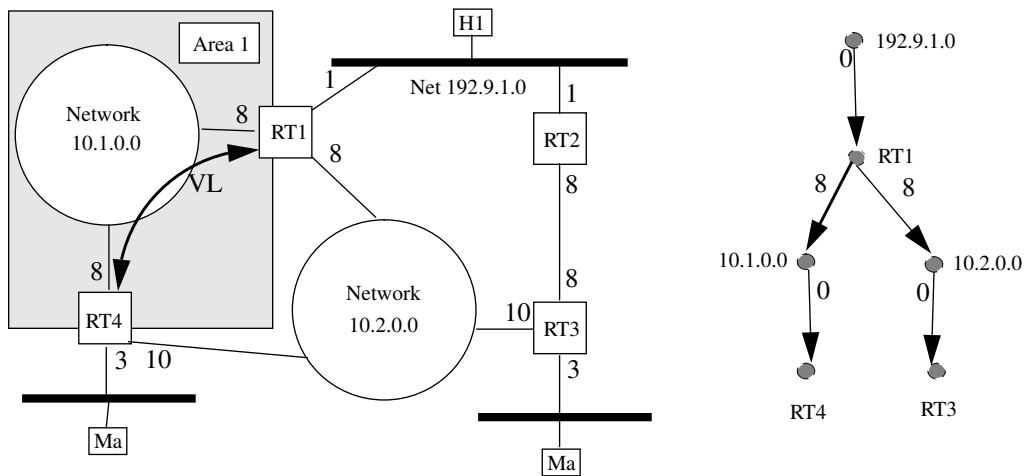 H1
Area 1
192.9.1.0
0
1
Net 192.9.1.0
1
Network
10.1.0.0
8
RT1
RT2
8
RT1
VL
8
8
8
8
8
10.1.0.0
10.2.0.0
Network
10.2.0.0
0
0
RT4
10
RT3
3
10
3
RT4
RT3
Ma
Ma